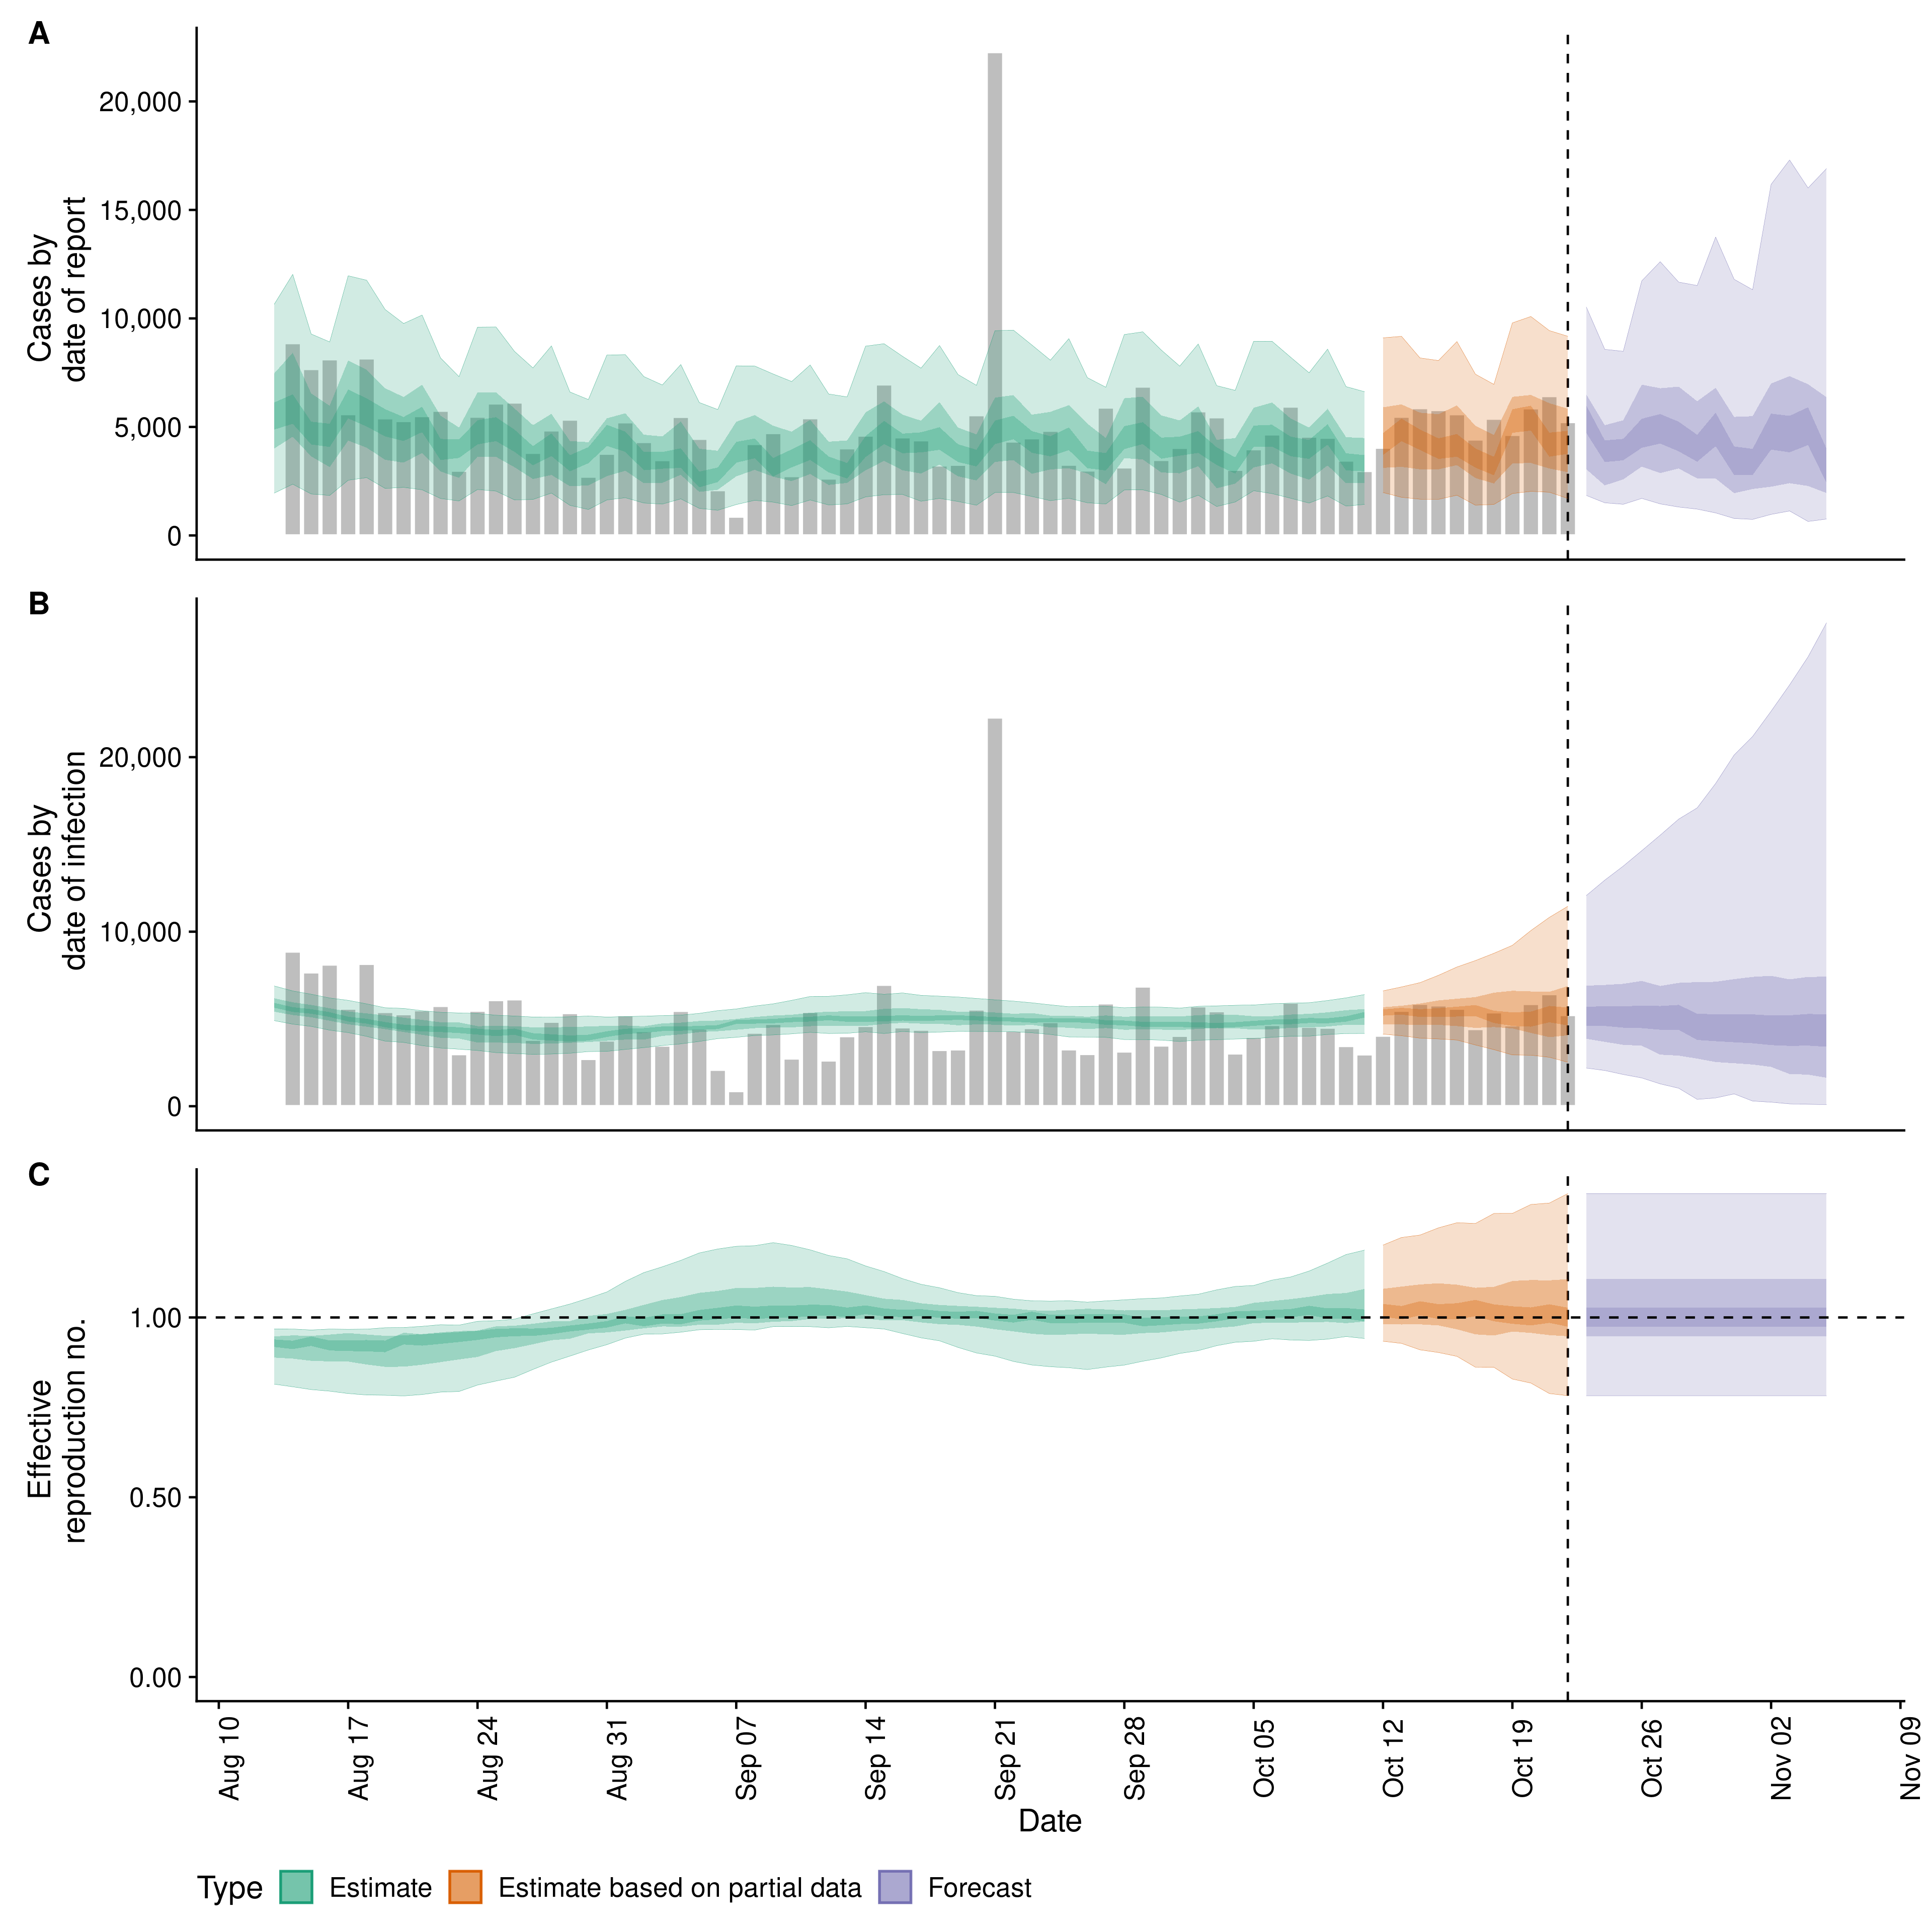 A
Cases by
date of report
20,000
15,000
10,000
5,000
0
B
Cases by
date of infection
20,000
10,000
0
C
Effective
reproduction no.
1.00
0.50
0.00
Aug 10
Aug 17
Aug 24
Aug 31
Sep 07
Sep 14
Sep 21
Sep 28
Oct 05
Oct 12
Oct 19
Oct 26
Nov 02
Nov 09
Date
Type Estimate Estimate based on partial data Forecast